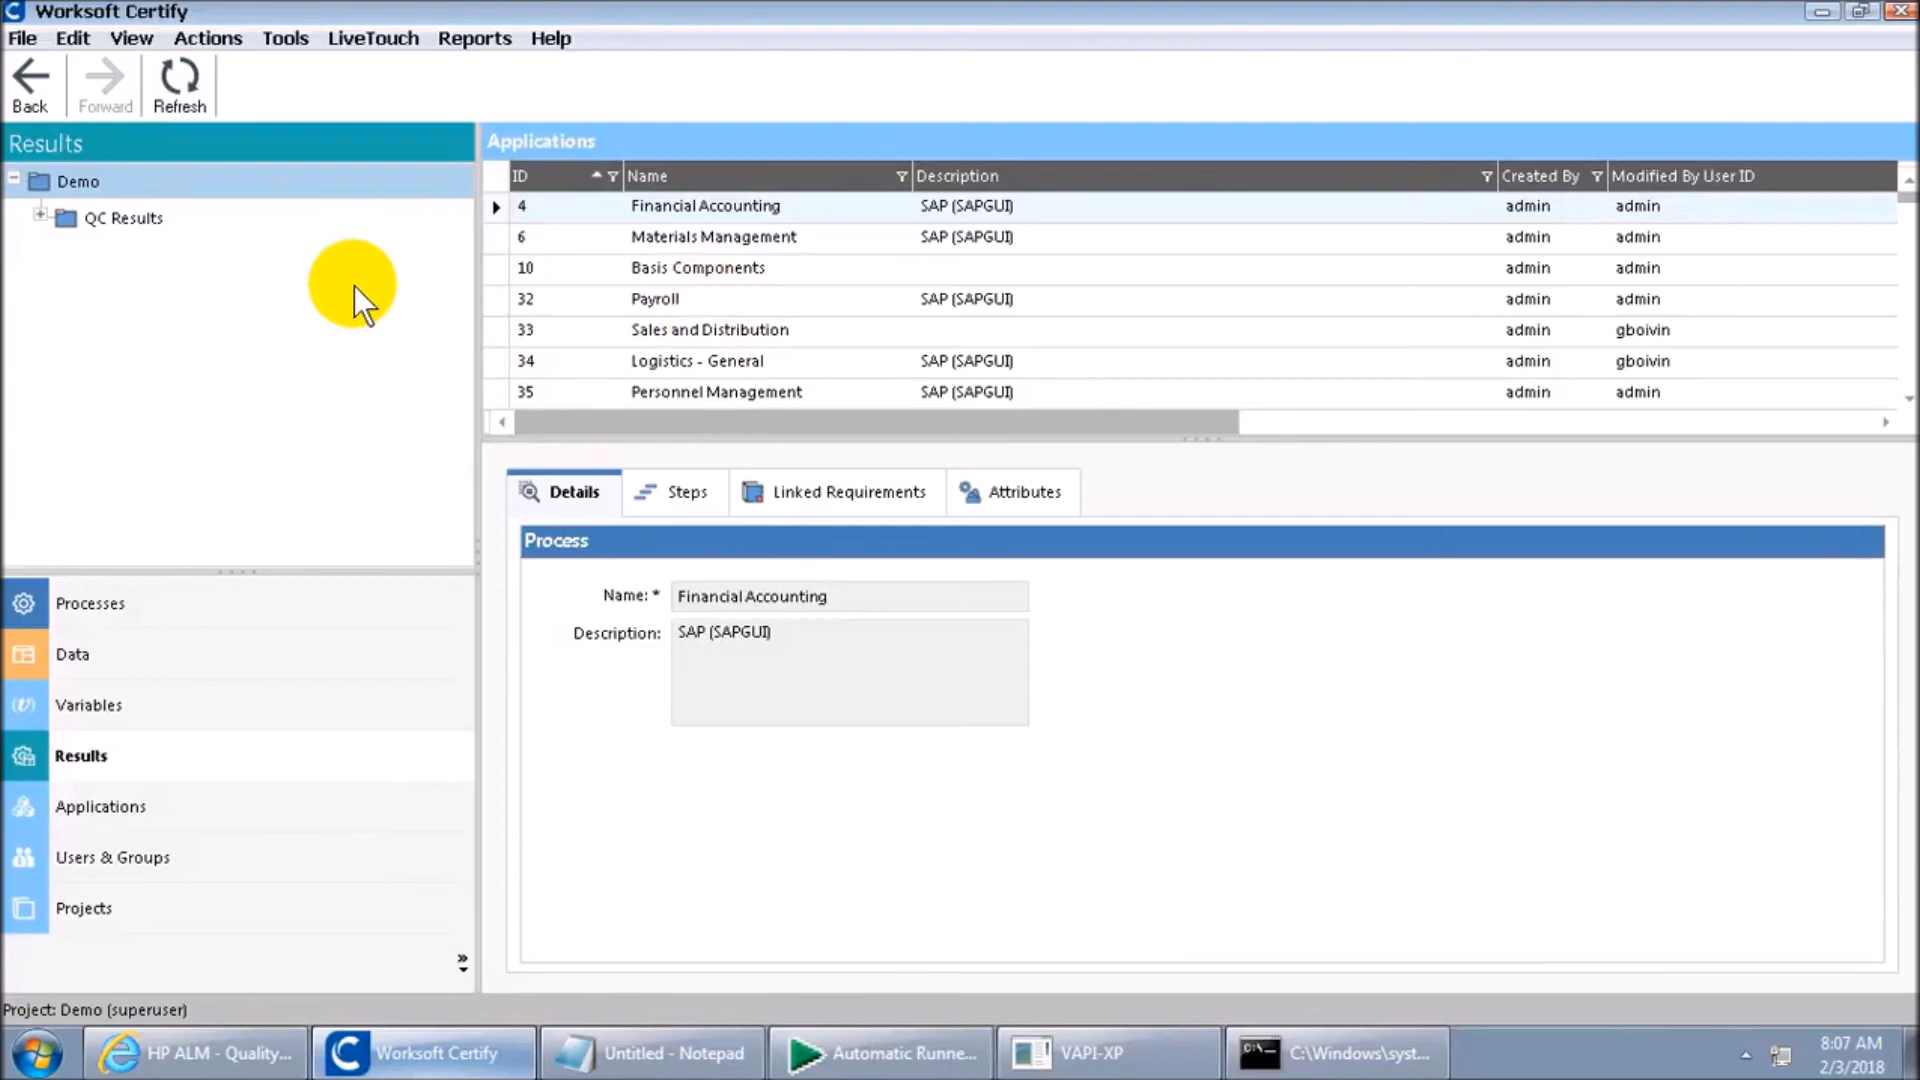 Worksoft Certify
File Edit View Actions Tools LiveTouch Reports Help
Back Forward Refresh
Results
Demo
QC Results
Applications
ID Name Description Created By Modified By User ID
4 Financial Accounting SAP (SAPGUI) admin admin
6 Materials Management SAP (SAPGUI) admin admin
10 Basis Components admin admin
32 Payroll SAP (SAPGUI) admin admin
33 Sales and Distribution admin gboivin
34 Logistics - General SAP (SAPGUI) admin gboivin
35 Personnel Management SAP (SAPGUI) admin admin
Details Steps Linked Requirements Attributes
Process
Name: * Financial Accounting
Description: SAP (SAPGUI)
Processes
Data
Variables
Results
Applications
Users & Groups
Projects
Project: Demo (superuser)
HP ALM - Quality... Worksoft Certify Untitled - Notepad Automatic Runne... VAPI-XP C:\Windows\syst...
8:07 AM
2/3/2018